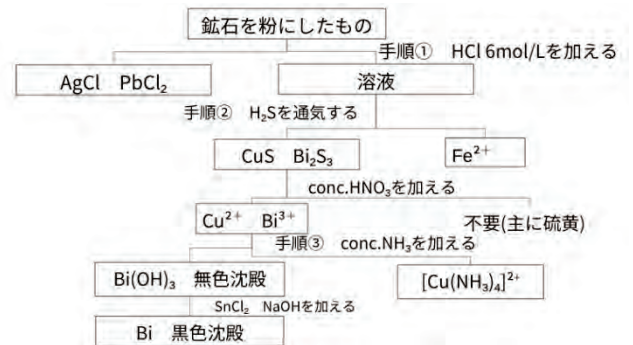 鉱石を粉にしたもの
手順① HCl 6mol/Lを加える
AgCl PbCl₂
溶液
手順② H₂Sを通気する
CuS Bi₂S₃
Fe²⁺
conc.HNO₃を加える
Cu²⁺ Bi³⁺
不要(主に硫黄)
手順③ conc.NH₃を加える
Bi(OH)₃ 無色沈殿
[Cu(NH₃)₄]²⁺
SnCl₂ NaOHを加える
Bi 黒色沈殿